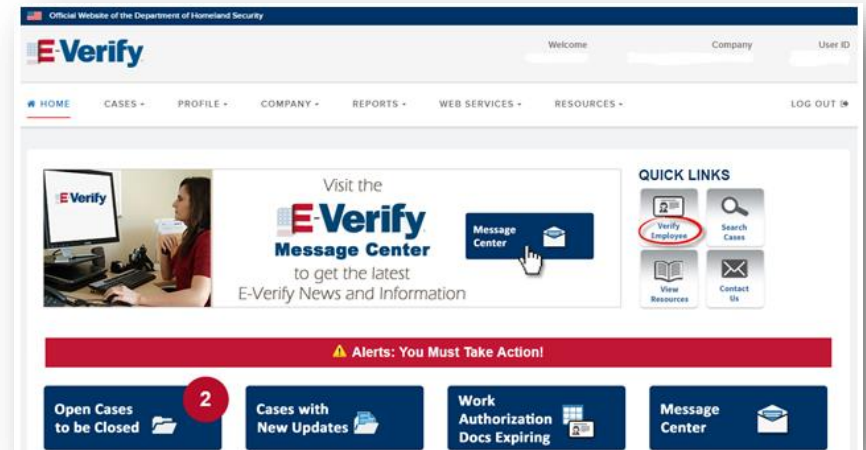 Official Website of the Department of Homeland Security
E-Verify
Welcome
Company
User ID
HOME
CASES
PROFILE
COMPANY
REPORTS
WEB SERVICES
RESOURCES
LOG OUT
E-Verify
Visit the
E-Verify
Message Center
to get the latest
E-Verify News and Information
Message
Center
QUICK LINKS
Verify
Employee
Search
Cases
View
Resources
Contact
Us
Alerts: You Must Take Action!
Open Cases
to be Closed
2
Cases with
New Updates
Work
Authorization
Docs Expiring
Message
Center